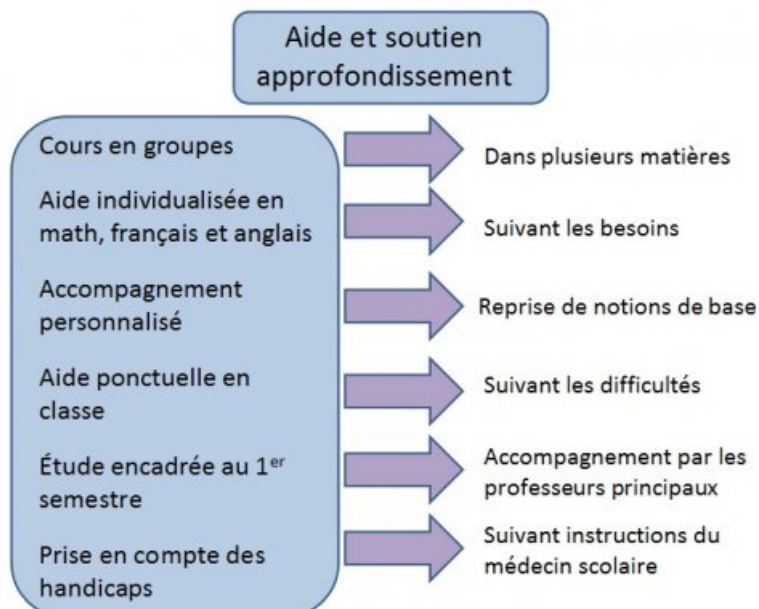 Aide et soutien
approfondissement
Cours en groupes
Dans plusieurs matières
Aide individualisée en
math, français et anglais
Suivant les besoins
Accompagnement
personnalisé
Reprise de notions de base
Aide ponctuelle en
classe
Suivant les difficultés
Étude encadrée au 1er
semestre
Accompagnement par les
professeurs principaux
Prise en compte des
handicaps
Suivant instructions du
médecin scolaire